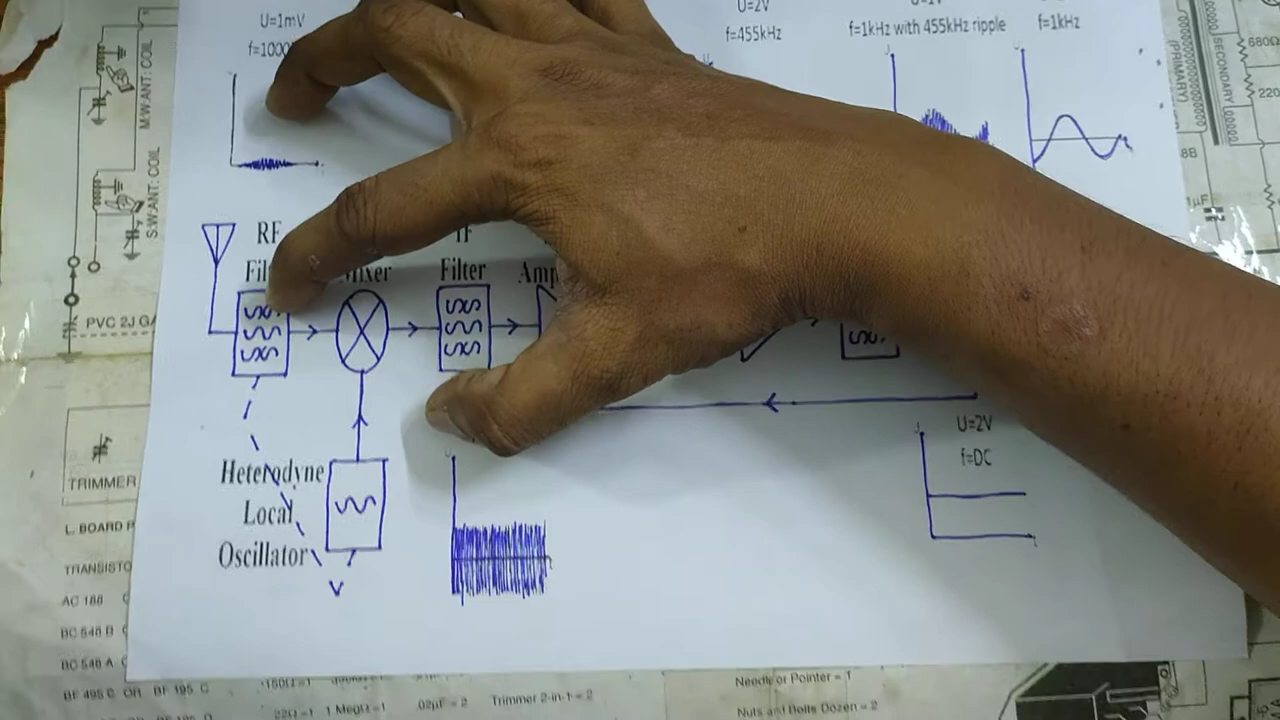 U=1mV
U=2V
f=455kHz
f=1kHz with 455kHz ripple
f=1kHz
RF
Mixer
Filter
Heterodyne
Local
Oscillator
U=2V
f=DC
M.W.ANT: COIL
S.W.ANT: COIL
PVC 2J
TRIMMER
L. BOARD
AC 188
BC 548 B
BC 548 A
BF 495 C OR BF 195 C
22Ω=1 1 MegΩ=1 .02µF = 2 Trimmer 2-in-1 = 2
Needle or Pointer = 1
Nuts and Bolts Dozen = 2
(PRIMARY)
SECONDARY
680Ω
220
8B
1µF